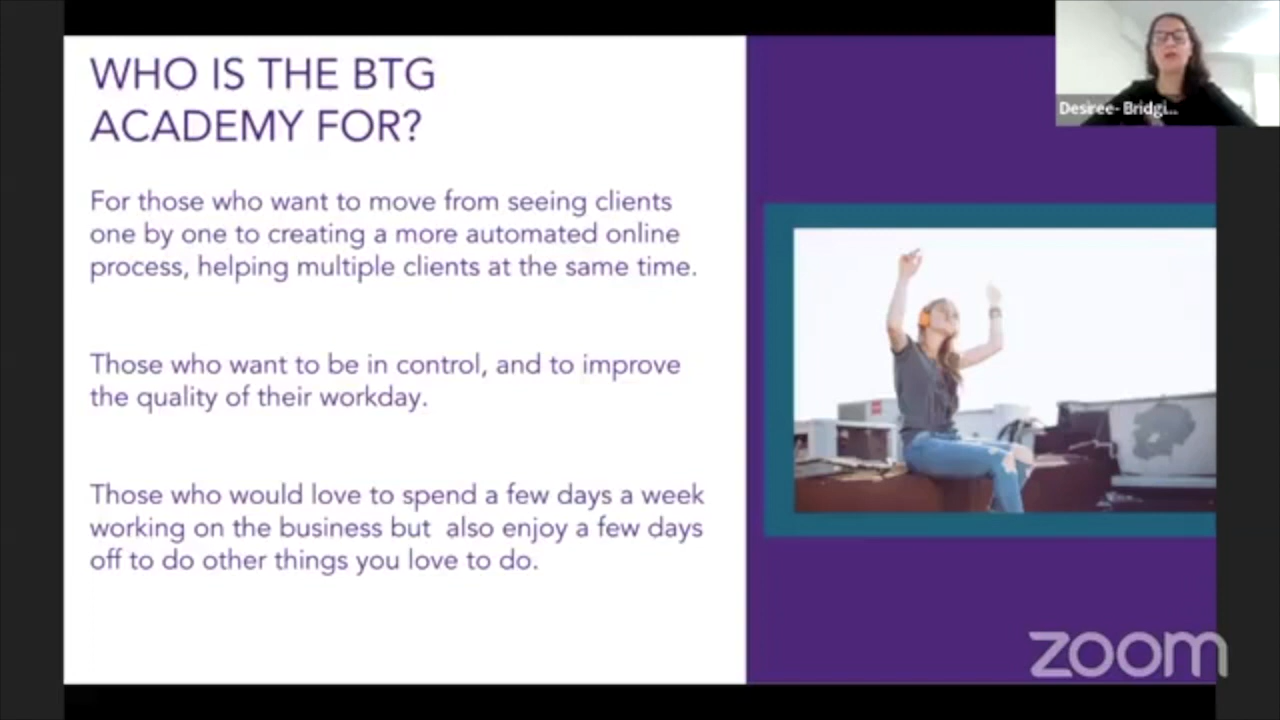 WHO IS THE BTG
ACADEMY FOR?
For those who want to move from seeing clients
one by one to creating a more automated online
process, helping multiple clients at the same time.
Those who want to be in control, and to improve
the quality of their workday.
Those who would love to spend a few days a week
working on the business but also enjoy a few days
off to do other things you love to do.
Desiree- Bridgi...
zoom